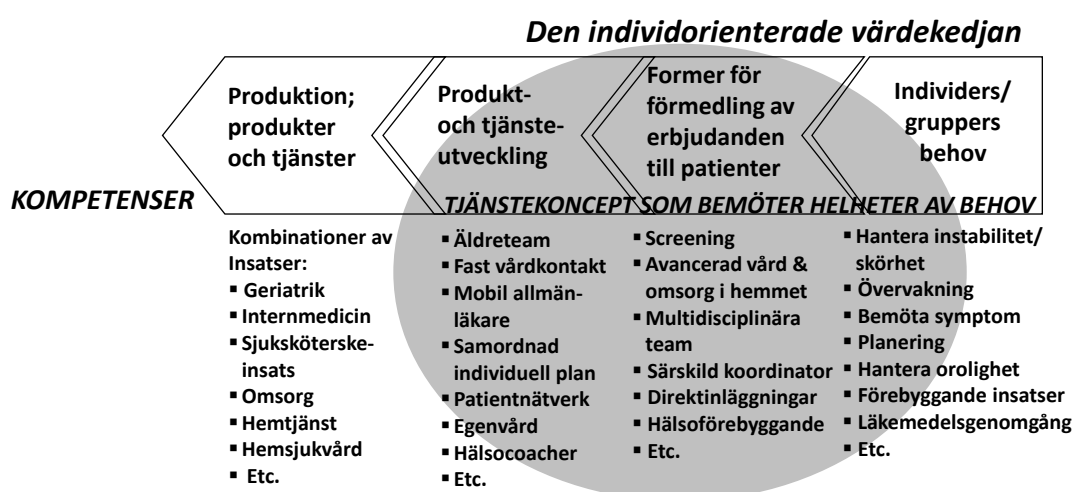 Den individorienterade värdekedjan
Produktion;
produkter
och tjänster
Produkt-
och tjänste-
utveckling
Former för
förmedling av
erbjudanden
till patienter
Individers/
gruppers
behov
KOMPETENSER
TJÄNSTEKONCEPT SOM BEMÖTER HELHETER AV BEHOV
Kombinationer av
Insatser:
▪ Geriatrik
▪ Internmedicin
▪ Sjuksköterske-
insats
▪ Omsorg
▪ Hemtjänst
▪ Hemsjukvård
▪ Etc.
▪ Äldreteam
▪ Fast vårdkontakt
▪ Mobil allmän-
läkare
▪ Samordnad
individuell plan
▪ Patientnätverk
▪ Egenvård
▪ Hälsocoacher
▪ Etc.
▪ Screening
▪ Avancerad vård &
omsorg i hemmet
▪ Multidisciplinära
team
▪ Särskild koordinator
▪ Direktinläggningar
▪ Hälsoförebyggande
▪ Etc.
▪ Hantera instabilitet/
skörhet
▪ Övervakning
▪ Bemöta symptom
▪ Planering
▪ Hantera orolighet
▪ Förebyggande insatser
▪ Läkemedelsgenomgång
▪ Etc.